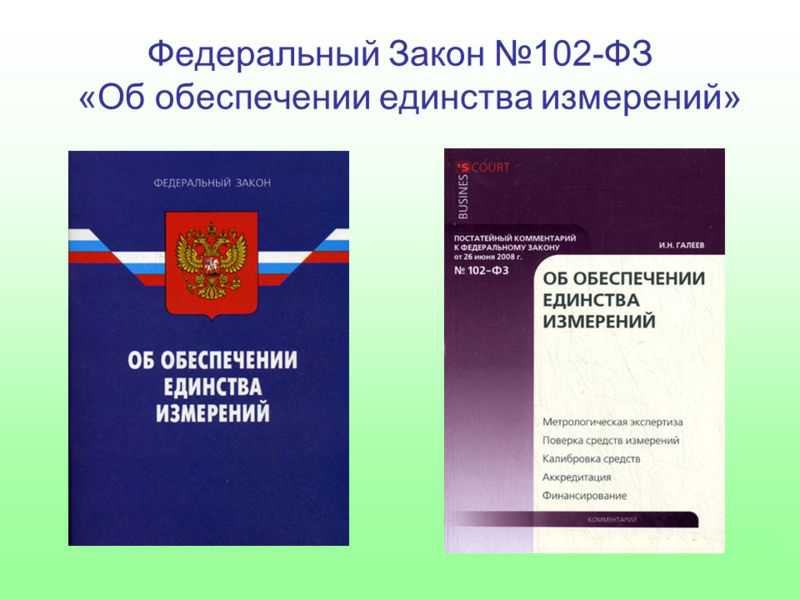 Федеральный Закон №102-ФЗ
«Об обеспечении единства измерений»
ФЕДЕРАЛЬНЫЙ ЗАКОН
ОБ ОБЕСПЕЧЕНИИ
ЕДИНСТВА
ИЗМЕРЕНИЙ
BUSINES
'S COURT
ПОСТАТЕЙНЫЙ КОММЕНТАРИЙ
К ФЕДЕРАЛЬНОМУ ЗАКОНУ
от 26 июня 2008 г.
№ 102-ФЗ
И.Н. ГАЛЕЕВ
ОБ ОБЕСПЕЧЕНИИ
ЕДИНСТВА
ИЗМЕРЕНИЙ
Метрологическая экспертиза
Поверка средств измерений
Калибровка средств
Аккредитация
Финансирование
КОММЕНТАРИЙ